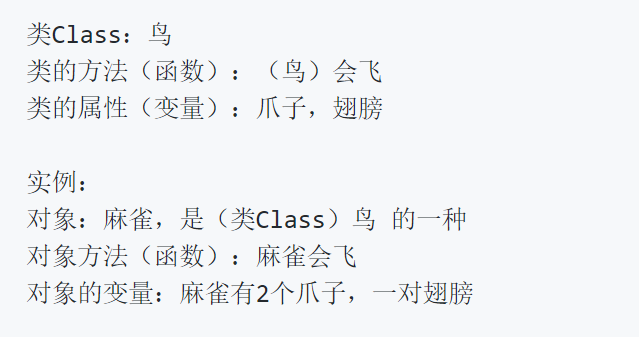 类Class：鸟
类的方法（函数）：（鸟）会飞
类的属性（变量）：爪子，翅膀
实例：
对象：麻雀，是（类Class）鸟 的一种
对象方法（函数）：麻雀会飞
对象的变量：麻雀有2个爪子，一对翅膀